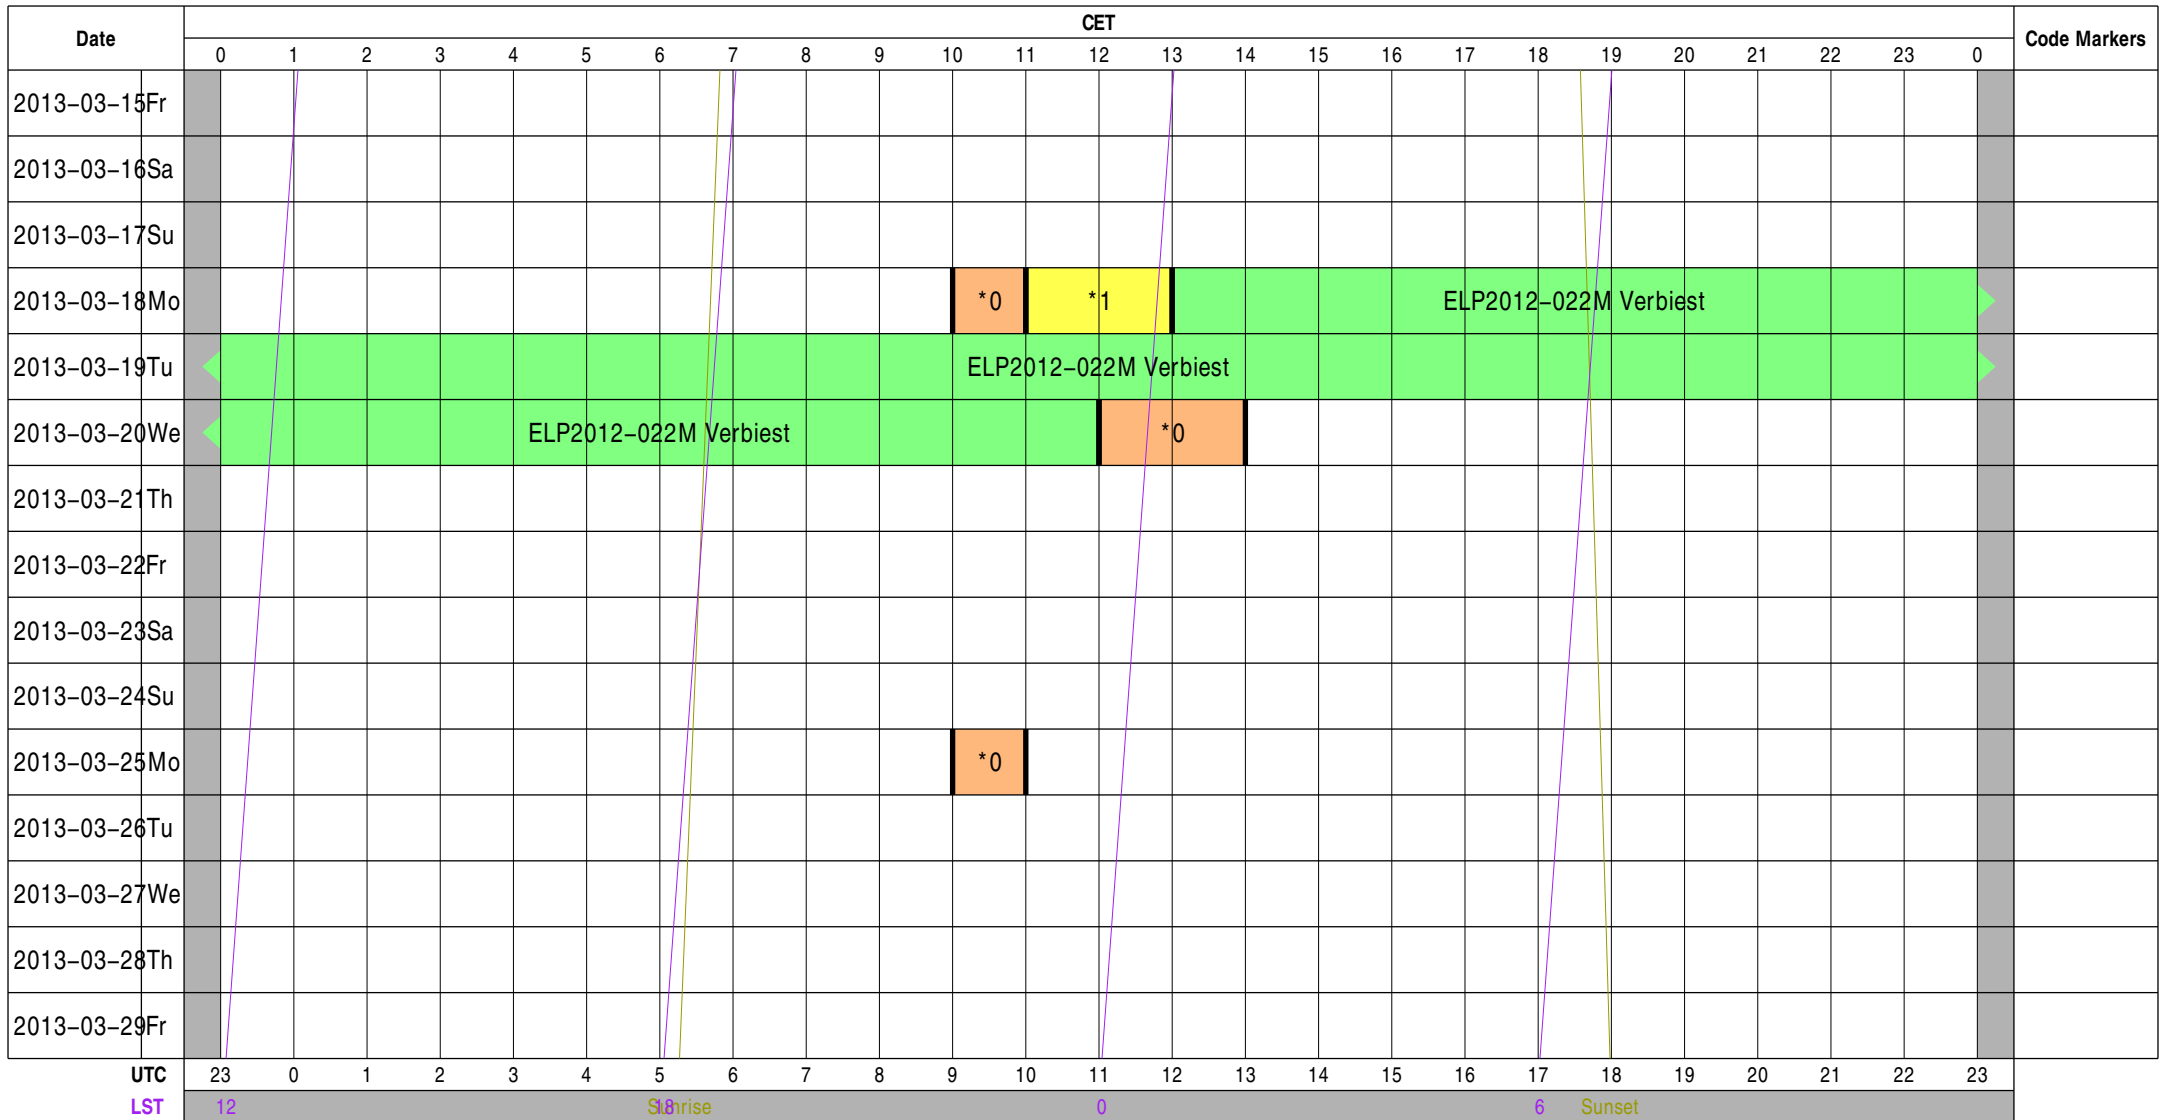 Date CET Code Markers
0 1 2 3 4 5 6 7 8 9 10 11 12 13 14 15 16 17 18 19 20 21 22 23 0
2013-03-15Fr
2013-03-16Sa
2013-03-17Su
2013-03-18Mo *0 *1 ELP2012-022M Verbiest
2013-03-19Tu ELP2012-022M Verbiest
2013-03-20We ELP2012-022M Verbiest *0
2013-03-21Th
2013-03-22Fr
2013-03-23Sa
2013-03-24Su
2013-03-25Mo *0
2013-03-26Tu
2013-03-27We
2013-03-28Th
2013-03-29Fr
UTC 23 0 1 2 3 4 5 6 7 8 9 10 11 12 13 14 15 16 17 18 19 20 21 22 23
LST 12 Sunrise 18 0 6 Sunset